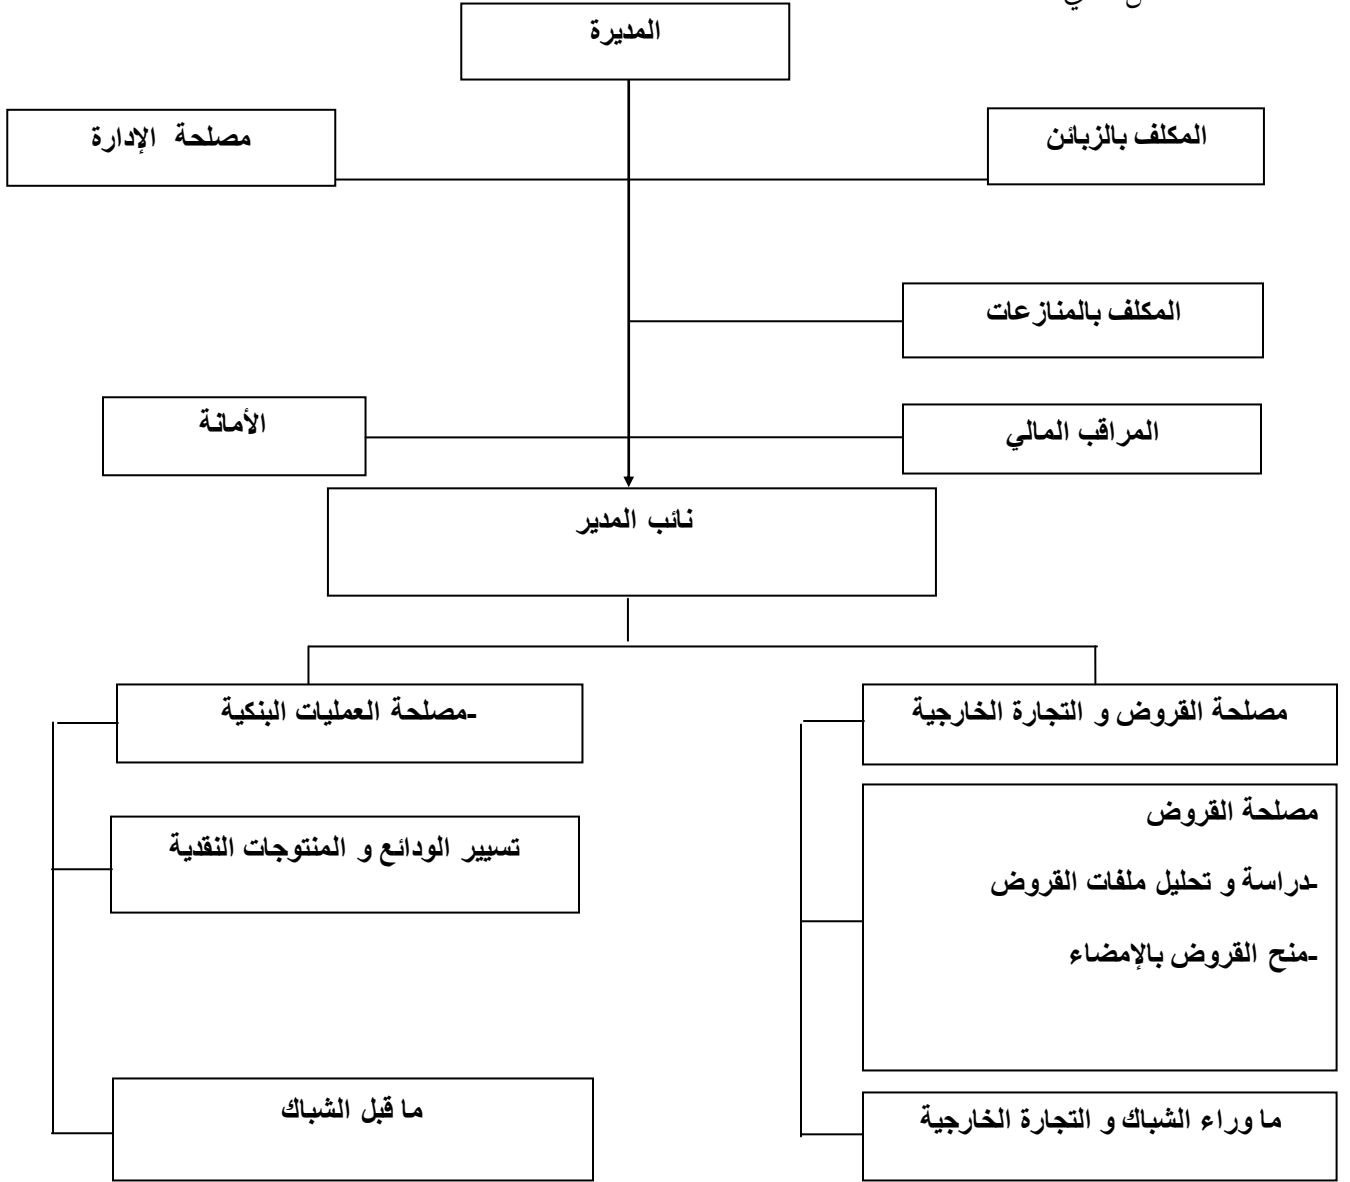 المديرة
المكلف بالزبائن
مصلحة الإدارة
المكلف بالمنازعات
المراقب المالي
الأمانة
نائب المدير
مصلحة القروض و التجارة الخارجية
-مصلحة العمليات البنكية
مصلحة القروض
-دراسة و تحليل ملفات القروض
-منح القروض بالإمضاء
تسيير الودائع و المنتوجات النقدية
ما وراء الشباك و التجارة الخارجية
ما قبل الشباك